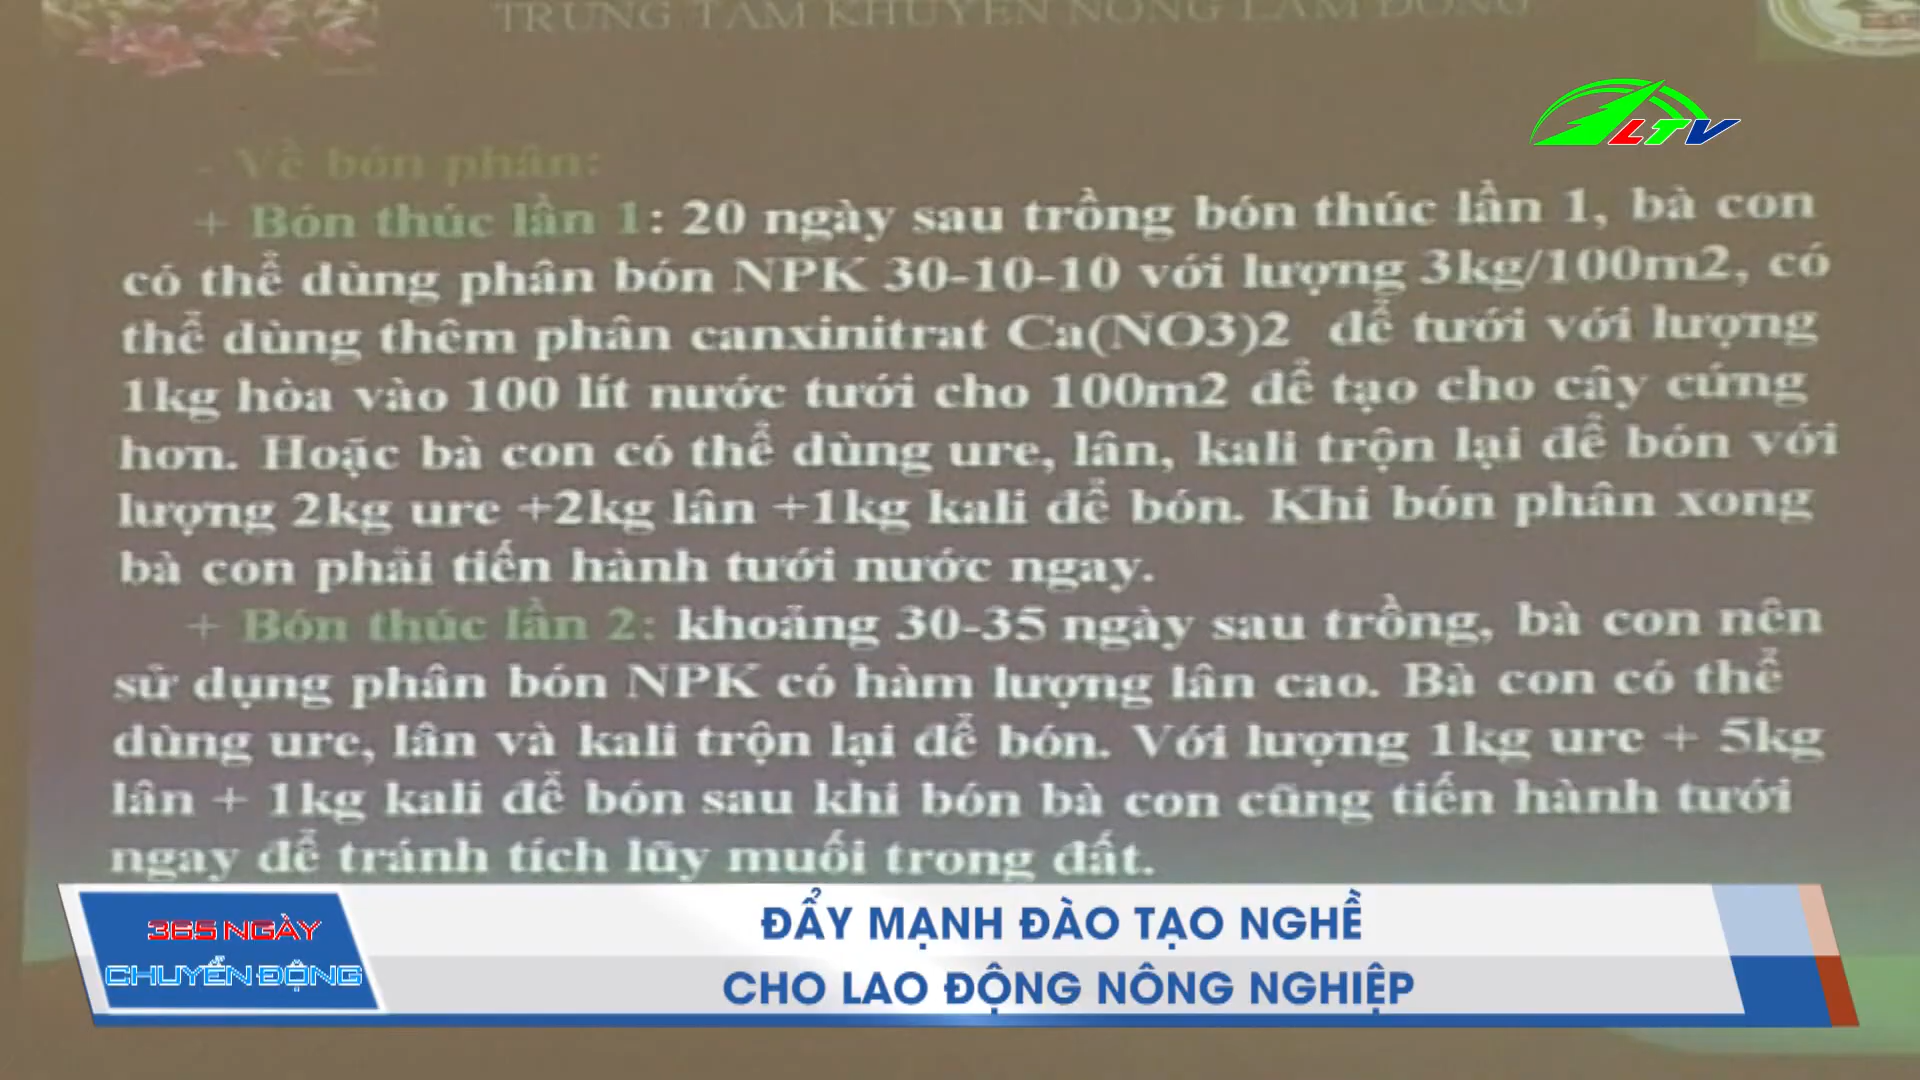 TRUNG TÂM KHUYẾN NÔNG LÂM ĐỒNG
LTV
- Về bón phân:
+ Bón thúc lần 1: 20 ngày sau trồng bón thúc lần 1, bà con
có thể dùng phân bón NPK 30-10-10 với lượng 3kg/100m2, có
thể dùng thêm phân canxinitrat Ca(NO3)2 để tưới với lượng
1kg hòa vào 100 lít nước tưới cho 100m2 để tạo cho cây cứng
hơn. Hoặc bà con có thể dùng ure, lân, kali trộn lại để bón với
lượng 2kg ure +2kg lân +1kg kali để bón. Khi bón phân xong
bà con phải tiến hành tưới nước ngay.
+ Bón thúc lần 2: khoảng 30-35 ngày sau trồng, bà con nên
sử dụng phân bón NPK có hàm lượng lân cao. Bà con có thể
dùng ure, lân và kali trộn lại để bón. Với lượng 1kg ure + 5kg
lân + 1kg kali để bón sau khi bón bà con cũng tiến hành tưới
ngay để tránh tích lũy muối trong đất.
365 NGÀY
CHUYỂN ĐỘNG
ĐẨY MẠNH ĐÀO TẠO NGHỀ
CHO LAO ĐỘNG NÔNG NGHIỆP